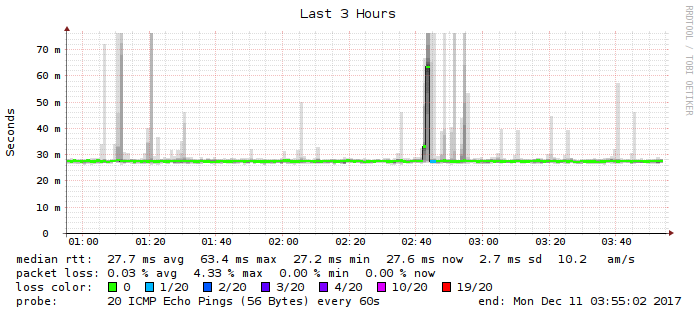 Last 3 Hours
RRDTOOL / TOBI OETIKER
Seconds
70 m
60 m
50 m
40 m
30 m
20 m
10 m
0
01:00 01:20 01:40 02:00 02:20 02:40 03:00 03:20 03:40
median rtt: 27.7 ms avg 63.4 ms max 27.2 ms min 27.6 ms now 2.7 ms sd 10.2 am/s
packet loss: 0.03 % avg 4.33 % max 0.00 % min 0.00 % now
loss color: 0 1/20 2/20 3/20 4/20 10/20 19/20
probe: 20 ICMP Echo Pings (56 Bytes) every 60s end: Mon Dec 11 03:55:02 2017